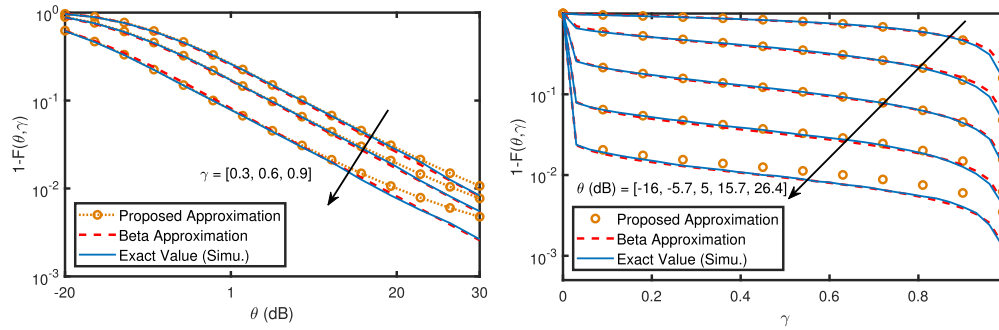 10^0
10^-1
10^-2
10^-3
1-F(θ,γ)
γ = [0.3, 0.6, 0.9]
Proposed Approximation
Beta Approximation
Exact Value (Simu.)
-20
1
20
30
θ (dB)
10^0
10^-1
10^-2
10^-3
1-F(θ,γ)
θ (dB) = [-16, -5.7, 5, 15.7, 26.4]
Proposed Approximation
Beta Approximation
Exact Value (Simu.)
0
0.2
0.4
0.6
0.8
γ